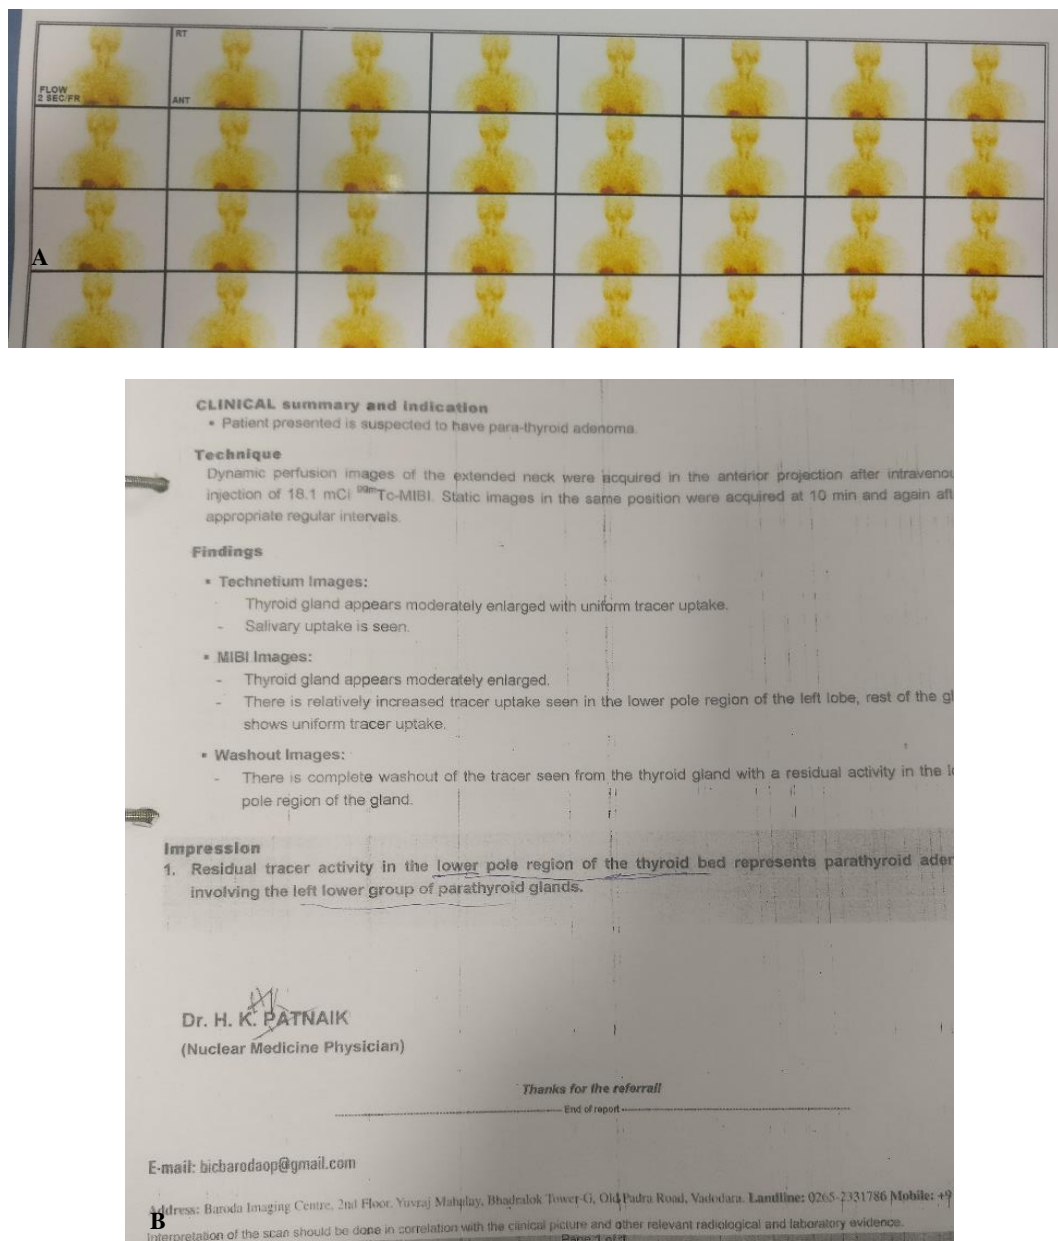 RT
FLOW
2 SEC/FR
ANT
A
CLINICAL summary and indication
• Patient presented is suspected to have para-thyroid adenoma.
Technique
Dynamic perfusion images of the extended neck were acquired in the anterior projection after intravenou
injection of 18.1 mCi 99mTc-MIBI. Static images in the same position were acquired at 10 min and again aft
appropriate regular intervals.
Findings
• Technetium Images:
- Thyroid gland appears moderately enlarged with uniform tracer uptake.
- Salivary uptake is seen.
• MIBI Images:
- Thyroid gland appears moderately enlarged.
- There is relatively increased tracer uptake seen in the lower pole region of the left lobe, rest of the gl
shows uniform tracer uptake.
• Washout Images:
- There is complete washout of the tracer seen from the thyroid gland with a residual activity in the l
pole region of the gland.
Impression
1. Residual tracer activity in the lower pole region of the thyroid bed represents parathyroid ader
involving the left lower group of parathyroid glands.
Dr. H. K. PATNAIK
(Nuclear Medicine Physician)
Thanks for the referral!
End of report
E-mail: bicbarodaop@gmail.com
Address: Baroda Imaging Centre, 2nd Floor, Yuvraj Mahalay, Bhadralok Tower-G, Old Padra Road, Vadodara. Landline: 0265-2331786 Mobile: +9
B
Interpretation of the scan should be done in correlation with the clinical picture and other relevant radiological and laboratory evidence.
Page 1 of 1